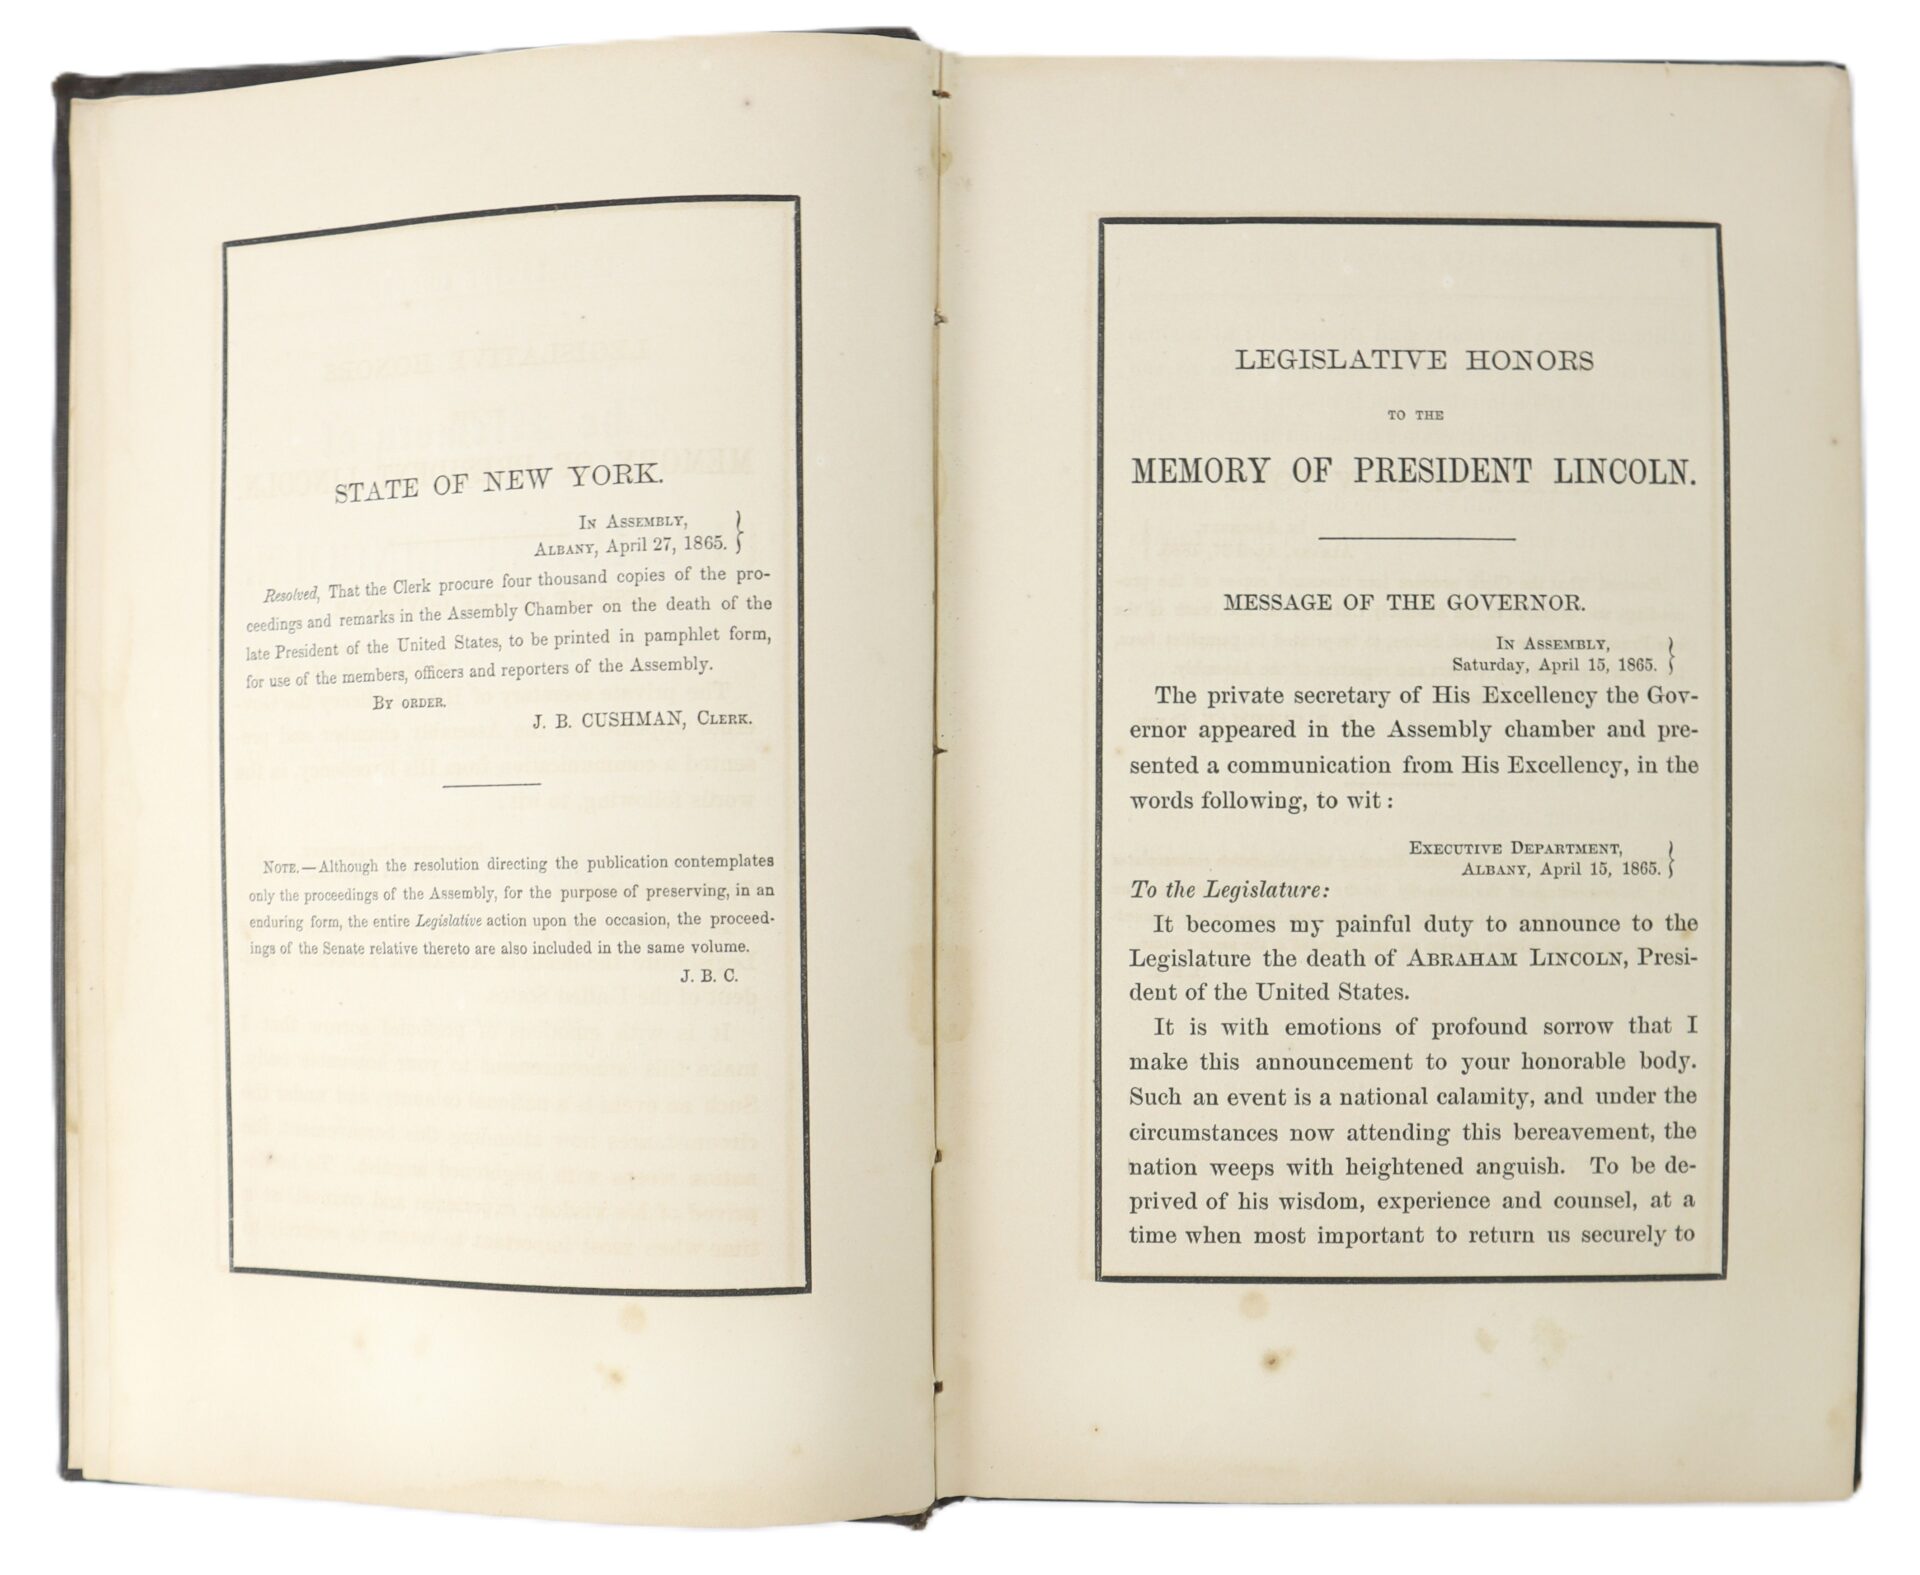 STATE OF NEW YORK.
In Assembly,
Albany, April 27, 1865. }
Resolved, That the Clerk procure four thousand copies of the pro-
ceedings and remarks in the Assembly Chamber on the death of the
late President of the United States, to be printed in pamphlet form,
for use of the members, officers and reporters of the Assembly.
By order.
J. B. CUSHMAN, Clerk.
Note.—Although the resolution directing the publication contemplates
only the proceedings of the Assembly, for the purpose of preserving, in an
enduring form, the entire Legislative action upon the occasion, the proceed-
ings of the Senate relative thereto are also included in the same volume.
J. B. C.
LEGISLATIVE HONORS
TO THE
MEMORY OF PRESIDENT LINCOLN.
MESSAGE OF THE GOVERNOR.
In Assembly,
Saturday, April 15, 1865. }
The private secretary of His Excellency the Gov-
ernor appeared in the Assembly chamber and pre-
sented a communication from His Excellency, in the
words following, to wit:
Executive Department,
Albany, April 15, 1865. }
To the Legislature:
It becomes my painful duty to announce to the
Legislature the death of Abraham Lincoln, Presi-
dent of the United States.
It is with emotions of profound sorrow that I
make this announcement to your honorable body.
Such an event is a national calamity, and under the
circumstances now attending this bereavement, the
nation weeps with heightened anguish. To be de-
prived of his wisdom, experience and counsel, at a
time when most important to return us securely to